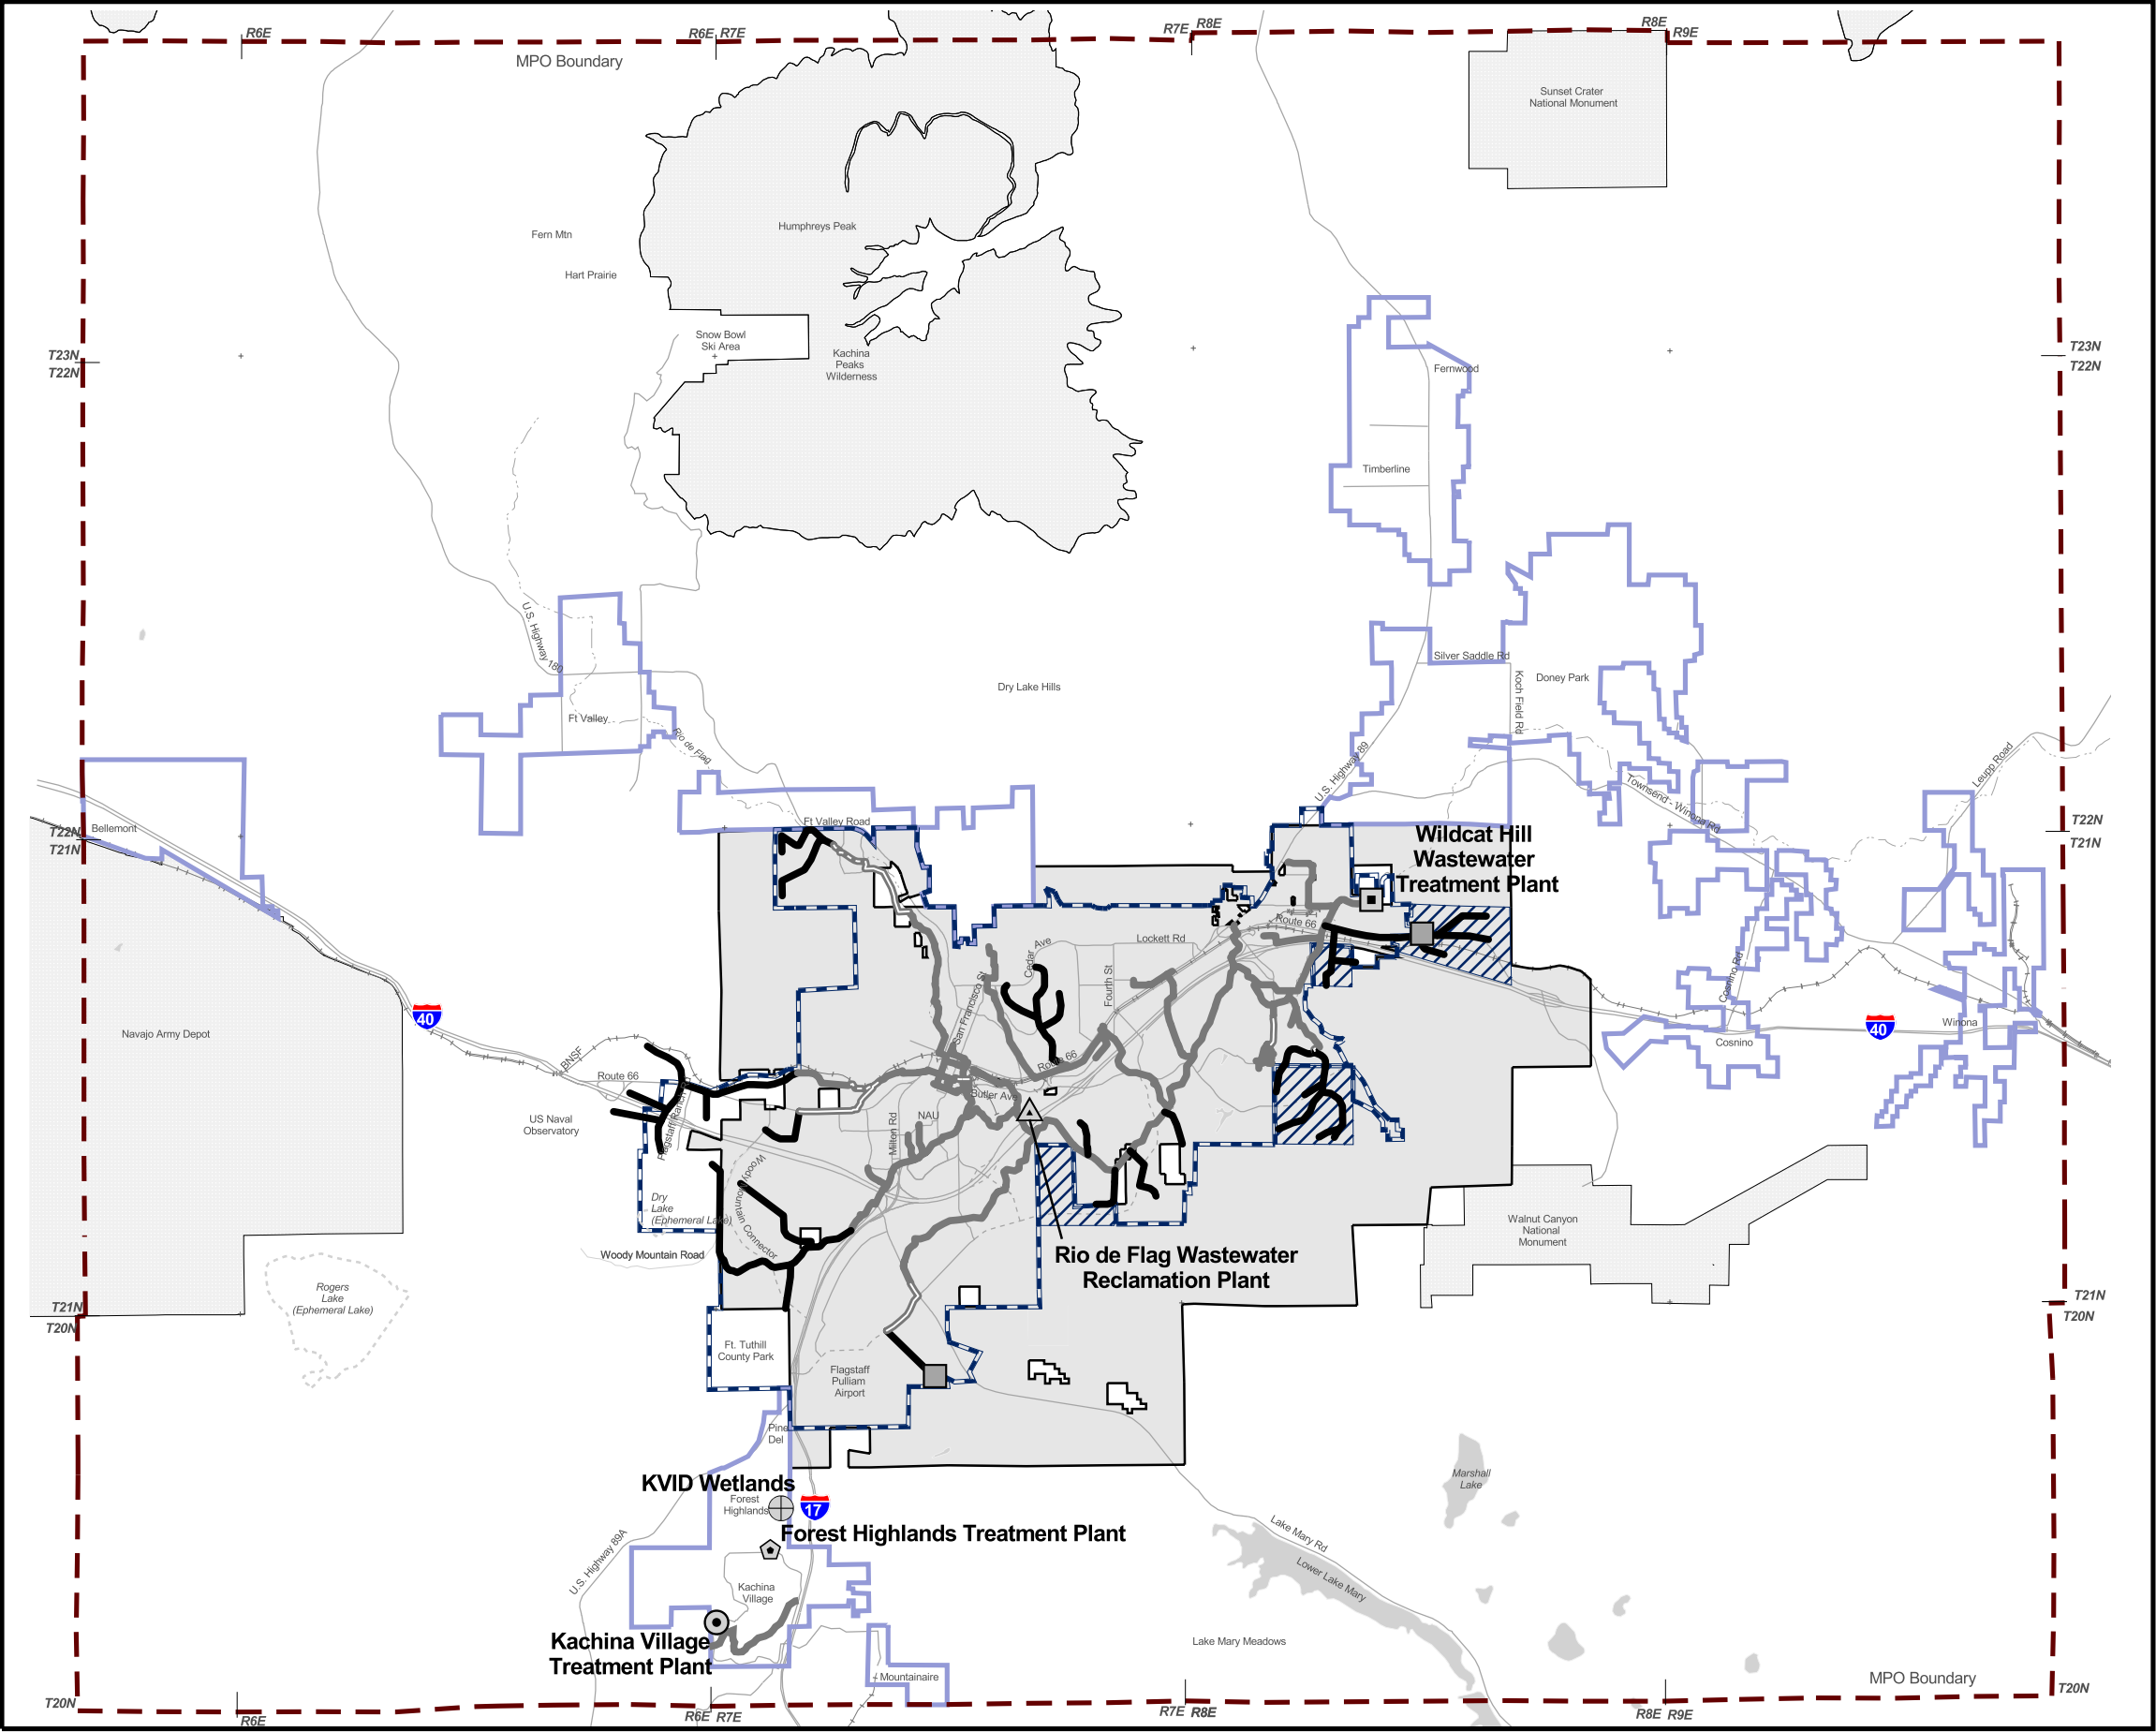 R6E
R6E R7E
R7E R8E
R8E
R9E
MPO Boundary
Sunset Crater
National Monument
Humphreys Peak
Fern Mtn
Hart Prairie
Snow Bowl
Ski Area
Kachina
Peaks
Wilderness
T23N
T22N
T23N
T22N
Fernwood
Timberline
U.S. Highway 180
Silver Saddle Rd
Koch Field Rd
Doney Park
Dry Lake Hills
Ft Valley
Rio de Flag
U.S. Highway 89
Townsend - Winona Rd
Leupp Road
Bellemont
T22N
T21N
T22N
T21N
Ft Valley Road
Wildcat Hill
Wastewater
Treatment Plant
Route 66
Lockett Rd
Cedar Ave
Fourth St
San Francisco St
Cosnino Rd
40
40
Navajo Army Depot
Winona
Cosnino
BNSF
Route 66
Route 66
Butler Ave
US Naval
Observatory
Flagstaff Ranch
NAU
Milton Rd
Woody Mountain Connector
Dry
Lake
(Ephemeral Lake)
Woody Mountain Road
Walnut Canyon
National
Monument
Rio de Flag Wastewater
Reclamation Plant
Rogers
Lake
(Ephemeral Lake)
T21N
T20N
T21N
T20N
Ft. Tuthill
County Park
Flagstaff
Pulliam
Airport
Pine
Del
KVID Wetlands
Forest
Highlands
17
Forest Highlands Treatment Plant
Marshall
Lake
Lake Mary Rd
Lower Lake Mary
U.S. Highway 89A
Kachina
Village
Kachina Village
Treatment Plant
Lake Mary Meadows
Mountainaire
MPO Boundary
T20N
T20N
R6E
R6E R7E
R7E R8E
R8E R9E